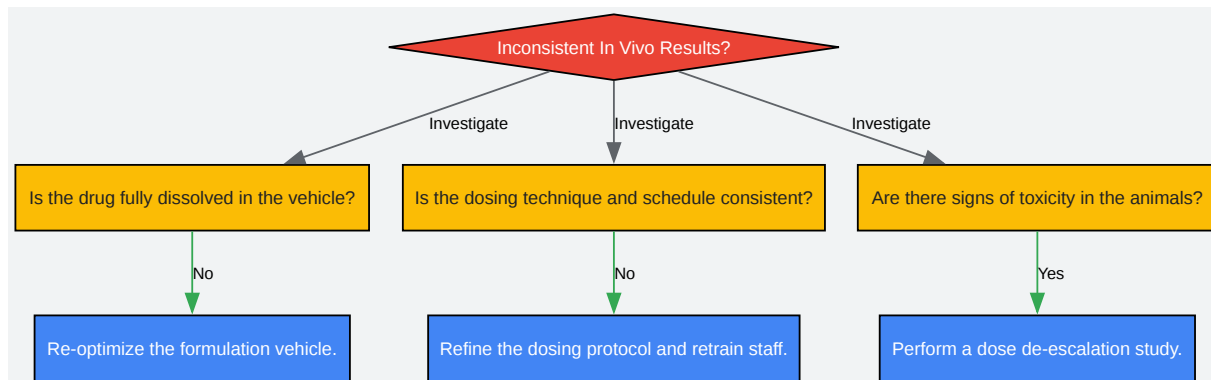 Inconsistent In Vivo Results?
Investigate
Investigate
Investigate
Is the drug fully dissolved in the vehicle?
Is the dosing technique and schedule consistent?
Are there signs of toxicity in the animals?
No
No
Yes
Re-optimize the formulation vehicle.
Refine the dosing protocol and retrain staff.
Perform a dose de-escalation study.